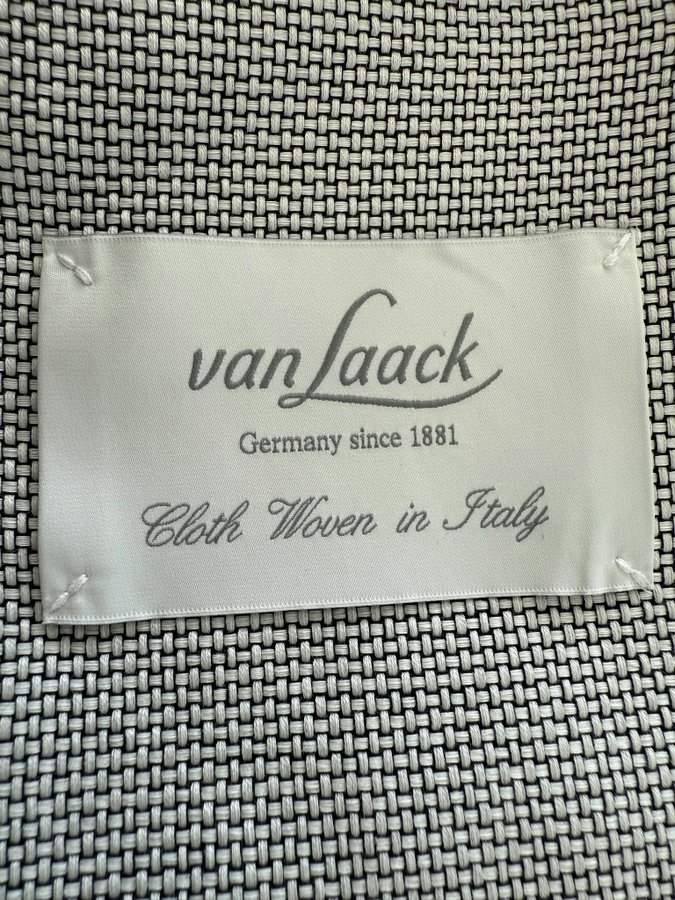 van Laack
Germany since 1881
Cloth Woven in Italy